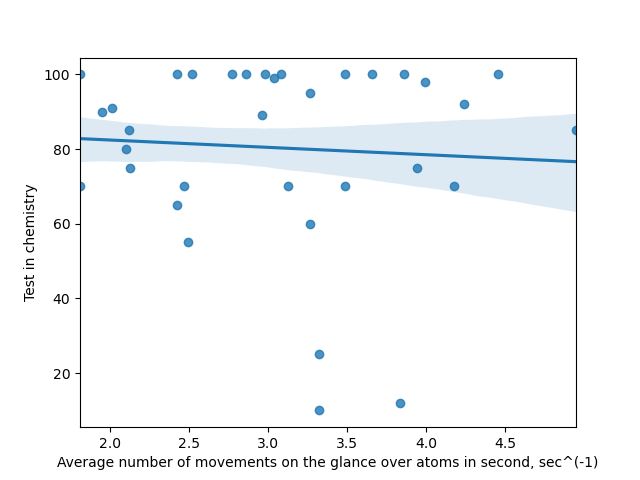 100
80
60
40
20
Test in chemistry
2.0 2.5 3.0 3.5 4.0 4.5
Average number of movements on the glance over atoms in second, sec^(-1)